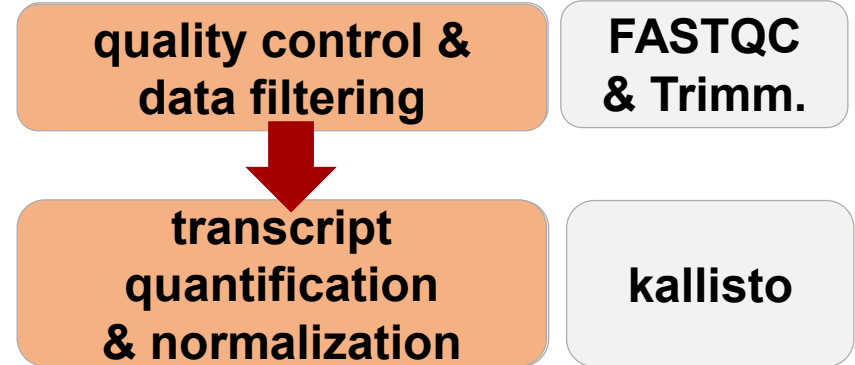 quality control &
data filtering
FASTQC
& Trimm.
transcript
quantification
& normalization
kallisto